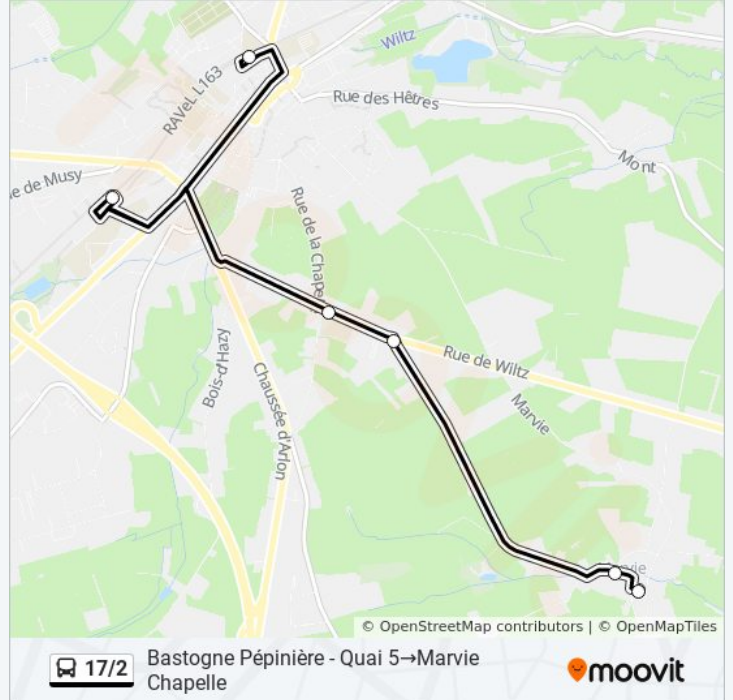 Wiltz
RAVeL L163
Rue des Hêtres
Mont
e de Musy
Rue de la Chape
Rue de Wiltz
Bois-d'Hazy
Chaussée d'Arlon
Marvie
© OpenStreetMap contributors | © OpenMapTiles
17/2
Bastogne Pépinière - Quai 5→Marvie
Chapelle
moovit